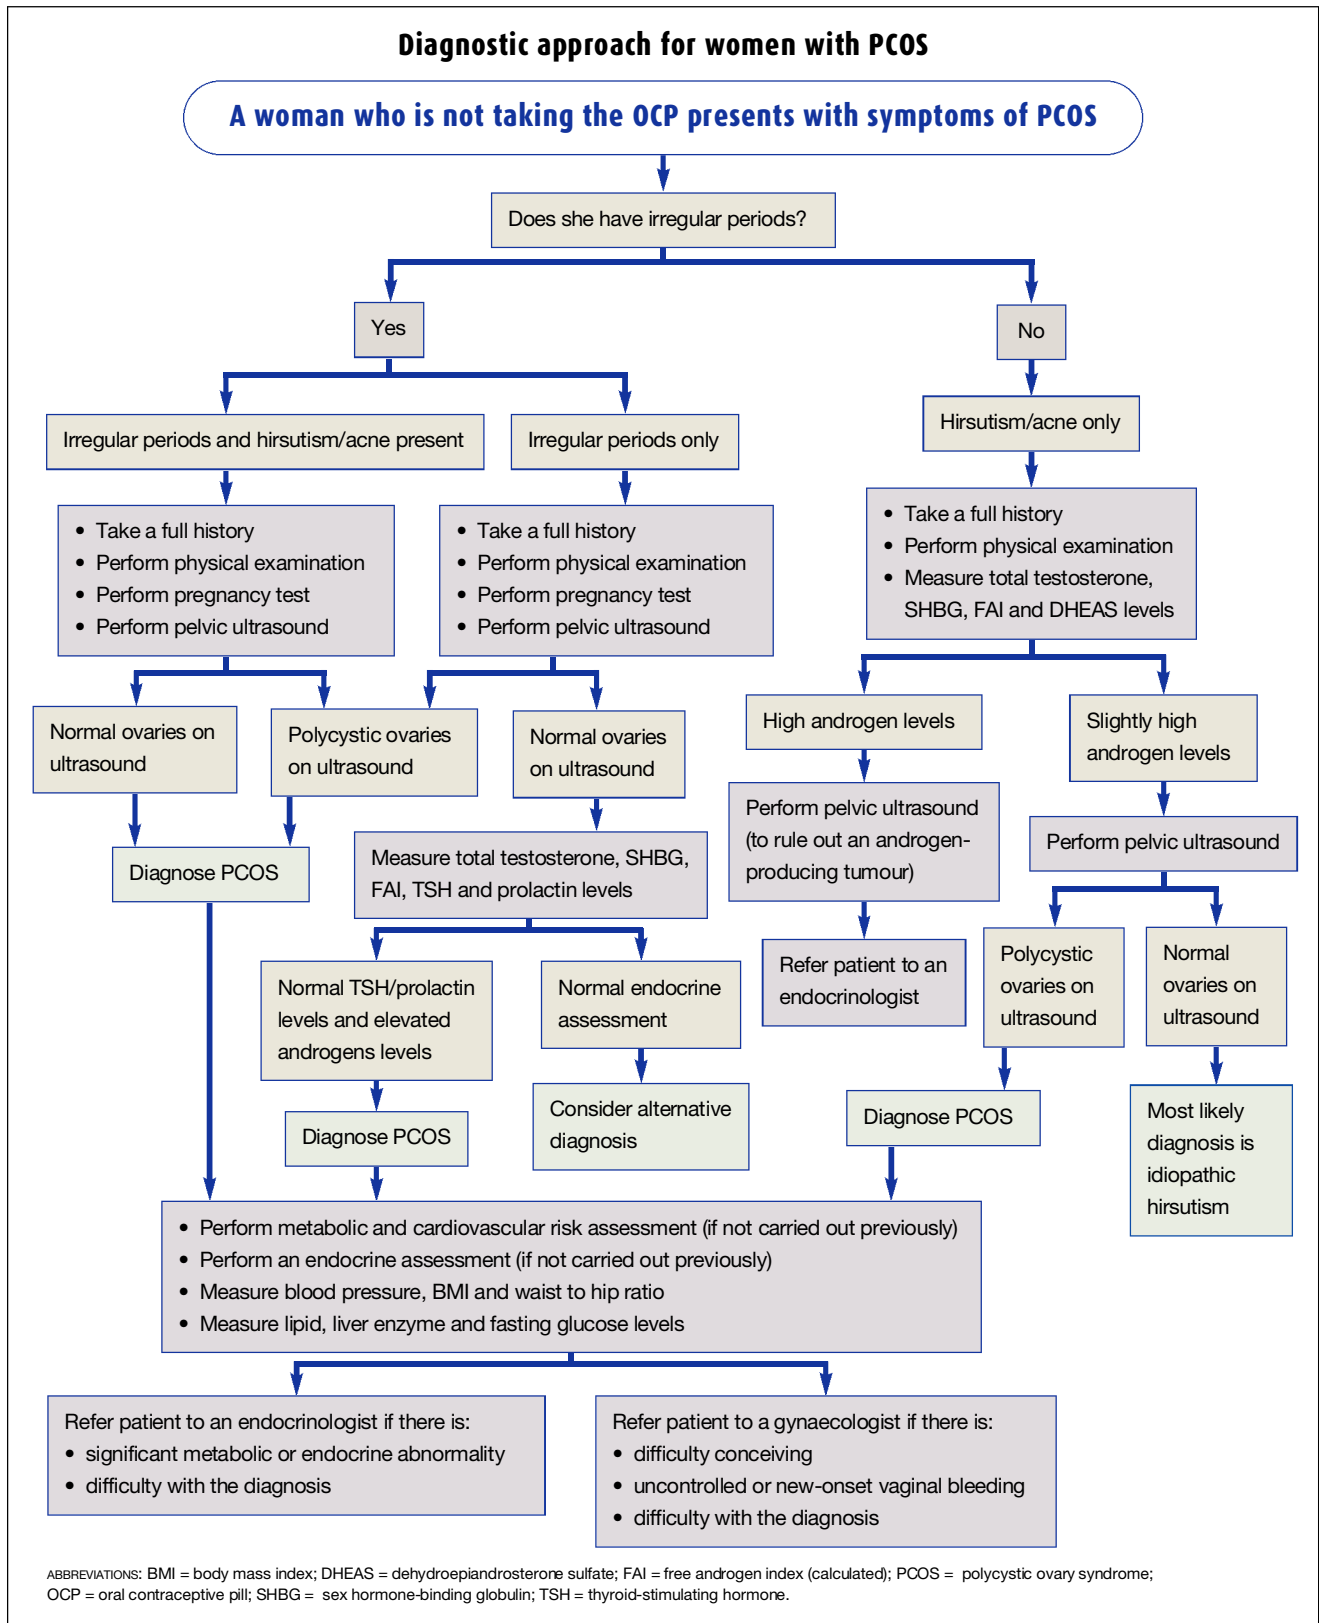 Diagnostic approach for women with PCOS
A woman who is not taking the OCP presents with symptoms of PCOS
Does she have irregular periods?
Yes
No
Irregular periods and hirsutism/acne present
Irregular periods only
Hirsutism/acne only
• Take a full history
• Perform physical examination
• Perform pregnancy test
• Perform pelvic ultrasound
• Take a full history
• Perform physical examination
• Perform pregnancy test
• Perform pelvic ultrasound
• Take a full history
• Perform physical examination
• Measure total testosterone,
SHBG, FAI and DHEAS levels
Normal ovaries on
ultrasound
Polycystic ovaries
on ultrasound
Normal ovaries
on ultrasound
High androgen levels
Slightly high
androgen levels
Diagnose PCOS
Measure total testosterone, SHBG,
FAI, TSH and prolactin levels
Perform pelvic ultrasound
(to rule out an androgen-
producing tumour)
Perform pelvic ultrasound
Normal TSH/prolactin
levels and elevated
androgens levels
Normal endocrine
assessment
Refer patient to an
endocrinologist
Polycystic
ovaries on
ultrasound
Normal
ovaries on
ultrasound
Diagnose PCOS
Consider alternative
diagnosis
Diagnose PCOS
Most likely
diagnosis is
idiopathic
hirsutism
• Perform metabolic and cardiovascular risk assessment (if not carried out previously)
• Perform an endocrine assessment (if not carried out previously)
• Measure blood pressure, BMI and waist to hip ratio
• Measure lipid, liver enzyme and fasting glucose levels
Refer patient to an endocrinologist if there is:
• significant metabolic or endocrine abnormality
• difficulty with the diagnosis
Refer patient to a gynaecologist if there is:
• difficulty conceiving
• uncontrolled or new-onset vaginal bleeding
• difficulty with the diagnosis
ABBREVIATIONS: BMI = body mass index; DHEAS = dehydroepiandrosterone sulfate; FAI = free androgen index (calculated); PCOS = polycystic ovary syndrome;
OCP = oral contraceptive pill; SHBG = sex hormone-binding globulin; TSH = thyroid-stimulating hormone.